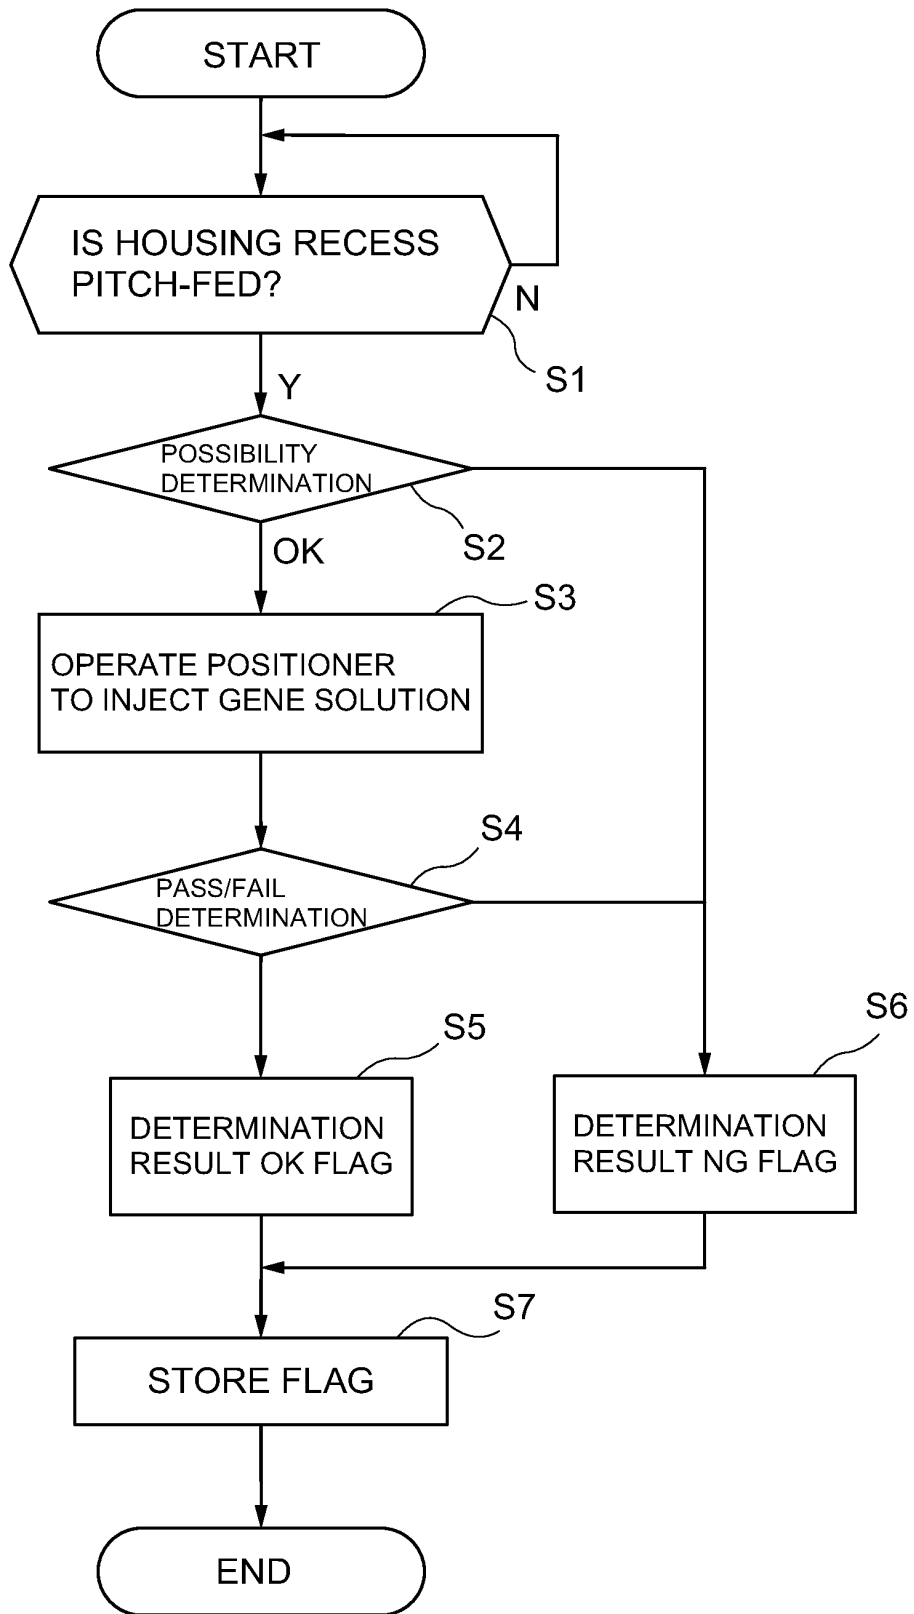 START
IS HOUSING RECESS
PITCH-FED?
N
S1
Y
POSSIBILITY
DETERMINATION
S2
OK
S3
OPERATE POSITIONER
TO INJECT GENE SOLUTION
S4
PASS/FAIL
DETERMINATION
S5
S6
DETERMINATION
RESULT OK FLAG
DETERMINATION
RESULT NG FLAG
S7
STORE FLAG
END